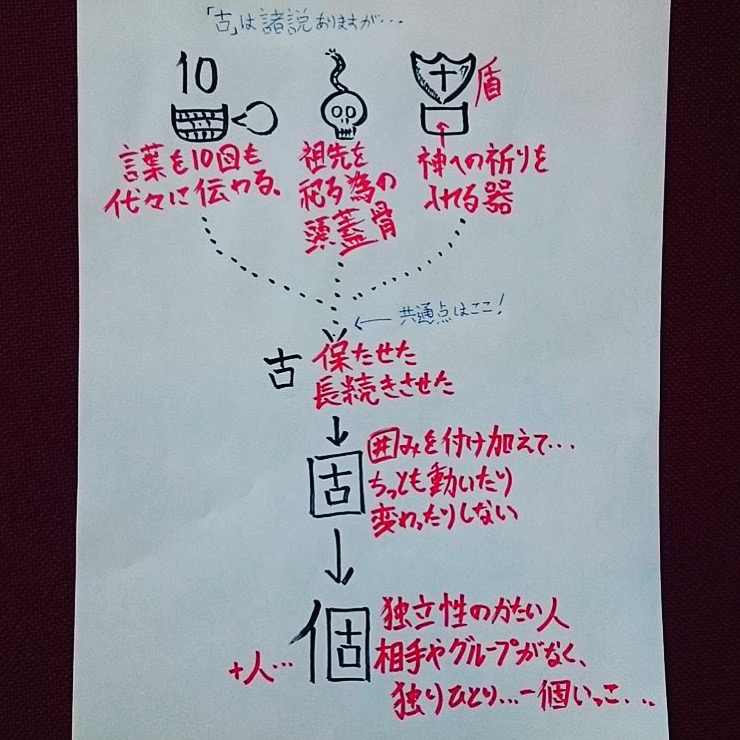 「古」は諸説ありますが・・・
10
言葉を10回も
代々に伝わる。
祖先を
祀る為の
頭蓋骨
盾
神への祈りを
入れる器
←共通点はここ!
古
保たせた
長続きさせた
固
囲みを付け加えて・・・
ちっとも動いたり
変わったりしない
個
+人・・・
独立性のかたい人
相手やグループがなく、
独りひとり・・・一個いっこ・・・